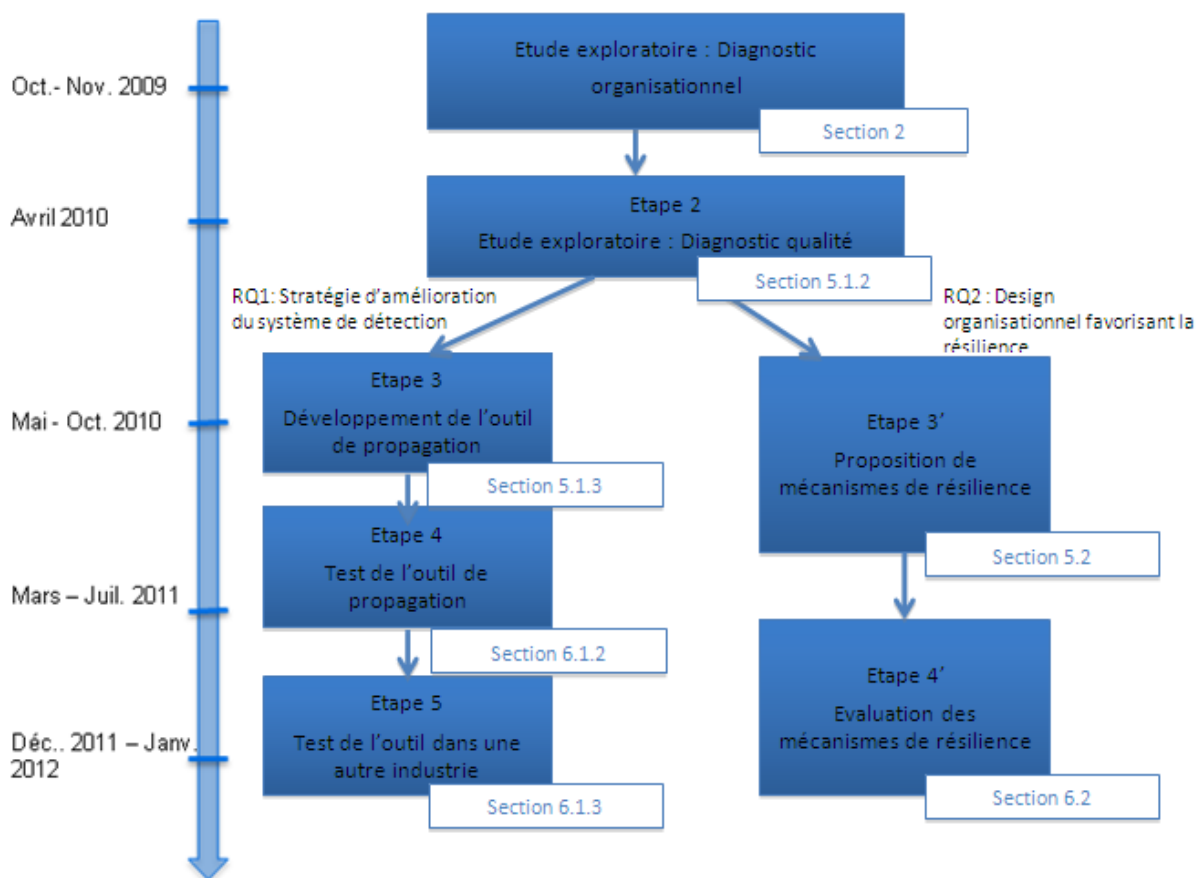 Oct.- Nov. 2009
Etude exploratoire : Diagnostic
organisationnel
Section 2
Avril 2010
Etape 2
Etude exploratoire : Diagnostic qualité
Section 5.1.2
RQ1: Stratégie d'amélioration
du système de détection
RQ2 : Design
organisationnel favorisant la
résilience
Mai - Oct. 2010
Etape 3
Développement de l'outil
de propagation
Section 5.1.3
Etape 3'
Proposition de
mécanismes de résilience
Section 5.2
Mars – Juil. 2011
Etape 4
Test de l'outil de
propagation
Section 6.1.2
Déc.. 2011 – Janv.
2012
Etape 5
Test de l'outil dans une
autre industrie
Section 6.1.3
Etape 4'
Evaluation des
mécanismes de résilience
Section 6.2